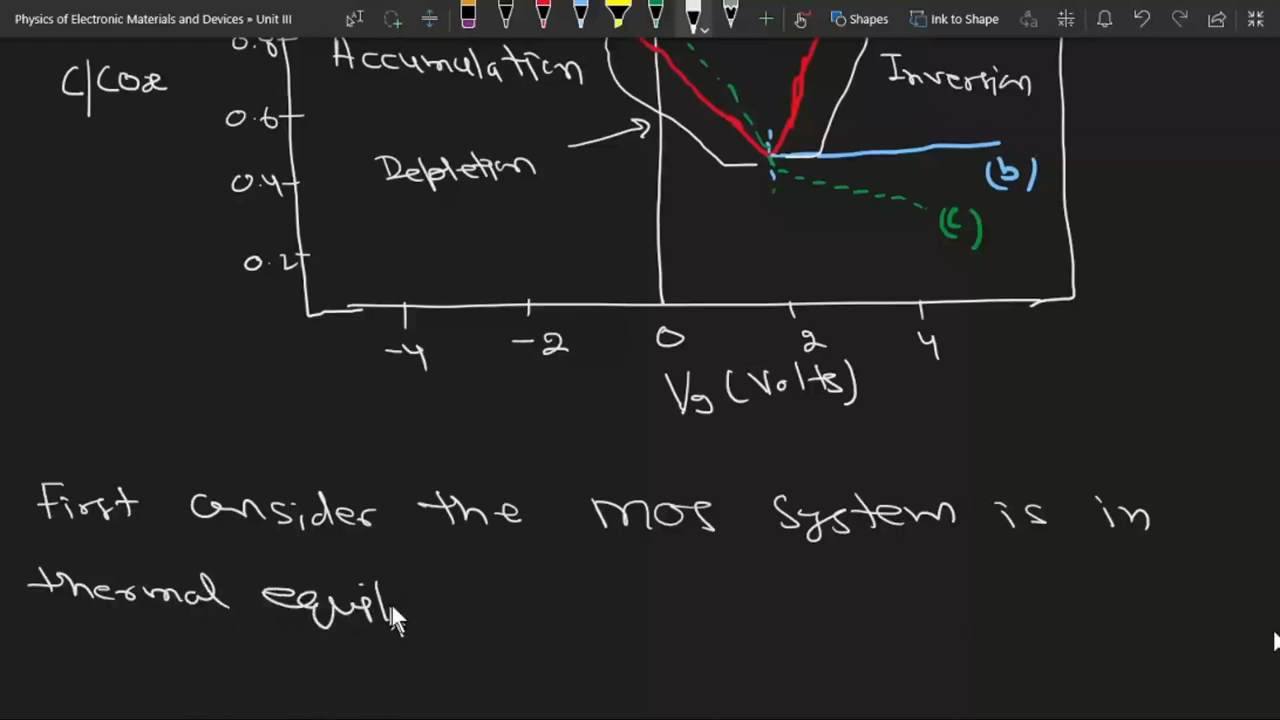 Physics of Electronic Materials and Devices » Unit III
Shapes
Ink to Shape
0.8
Accumulation
Inversion
C/Cox
0.6
Depletion
0.4
(b)
(c)
0.2
-4 -2 0 2 4
Vg (Volts)
First consider the MOS system is in
thermal equil